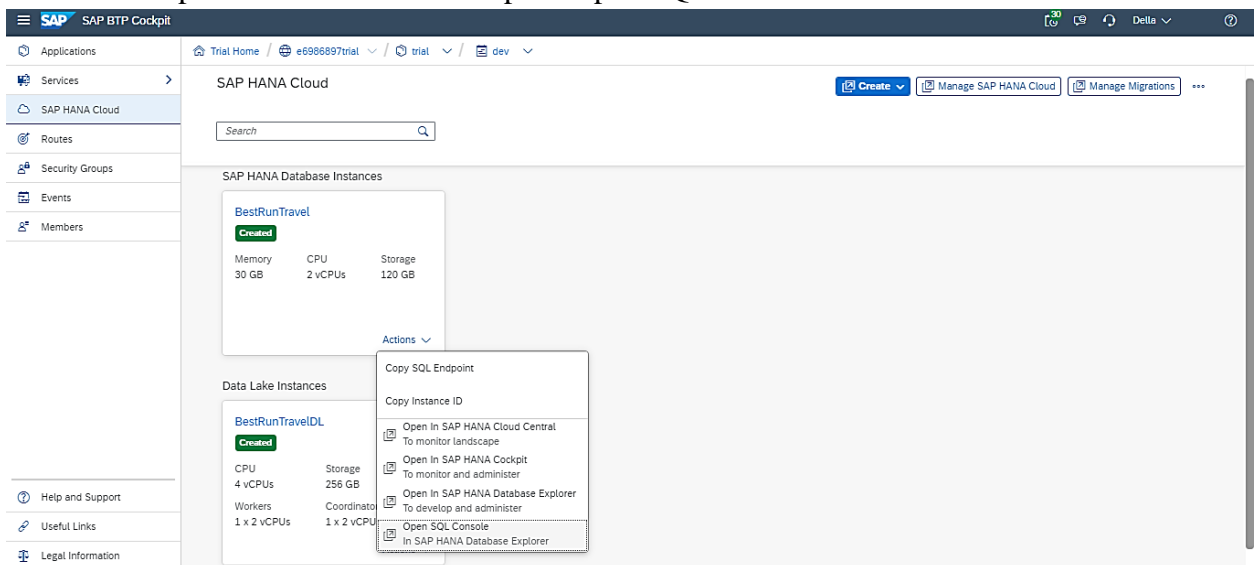 SAP SAP BTP Cockpit
30
Della
Applications
Services
SAP HANA Cloud
Routes
Security Groups
Events
Members
Help and Support
Useful Links
Legal Information
Trial Home / e6986897trial / trial / dev
SAP HANA Cloud
Create
Manage SAP HANA Cloud
Manage Migrations
Search
SAP HANA Database Instances
BestRunTravel
Created
Memory CPU Storage
30 GB 2 vCPUs 120 GB
Actions
Copy SQL Endpoint
Copy Instance ID
Open In SAP HANA Cloud Central
To monitor landscape
Open In SAP HANA Cockpit
To monitor and administer
Open In SAP HANA Database Explorer
To develop and administer
Open SQL Console
In SAP HANA Database Explorer
Data Lake Instances
BestRunTravelDL
Created
CPU Storage
4 vCPUs 256 GB
Workers Coordinato
1 x 2 vCPUs 1 x 2 vCPU